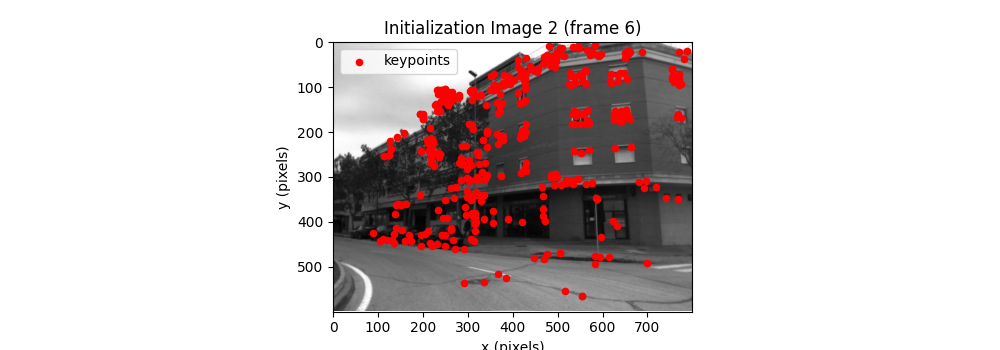 Initialization Image 2 (frame 6)
keypoints
0
100
200
300
400
500
y (pixels)
0 100 200 300 400 500 600 700
x (pixels)